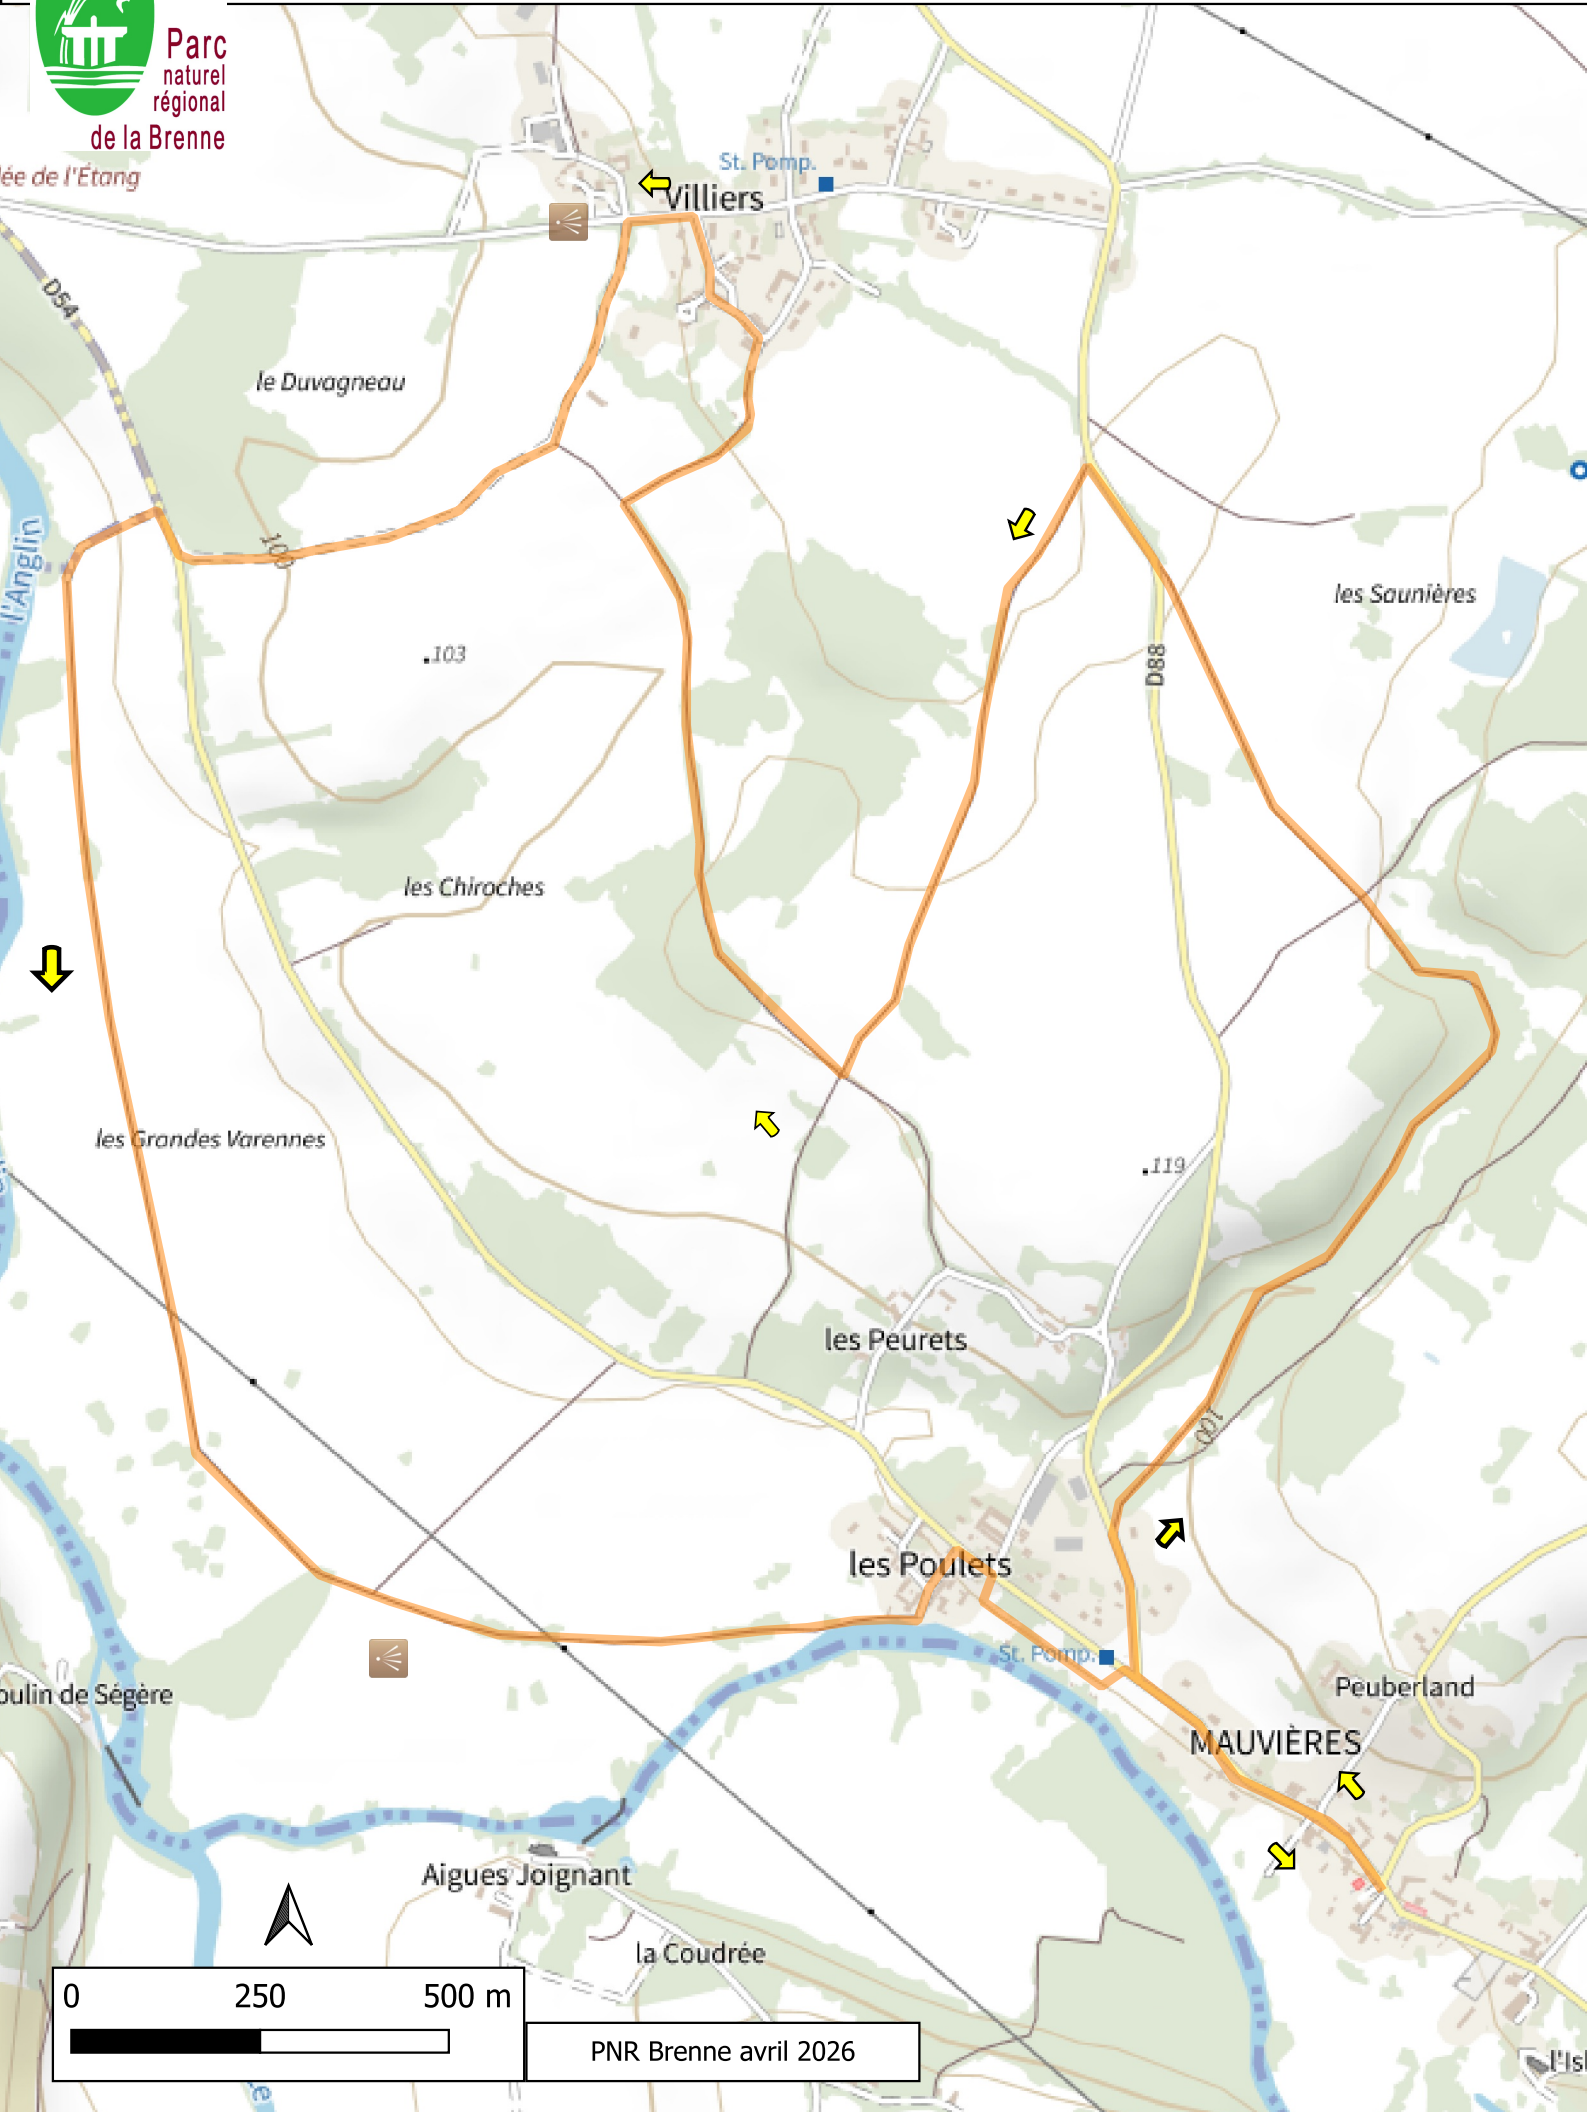 Parc
naturel
régional
de la Brenne
ée de l'Étang
St. Pomp.
Villiers
D54
le Duvagneau
l'Anglin
100
les Saunières
.103
D88
les Chiroches
les Grandes Varennes
.119
les Peurets
100
les Poulets
St. Pomp.
oulin de Ségère
Peuberland
MAUVIÈRES
Aigues Joignant
la Coudrée
0 250 500 m
PNR Brenne avril 2026
l'Isl